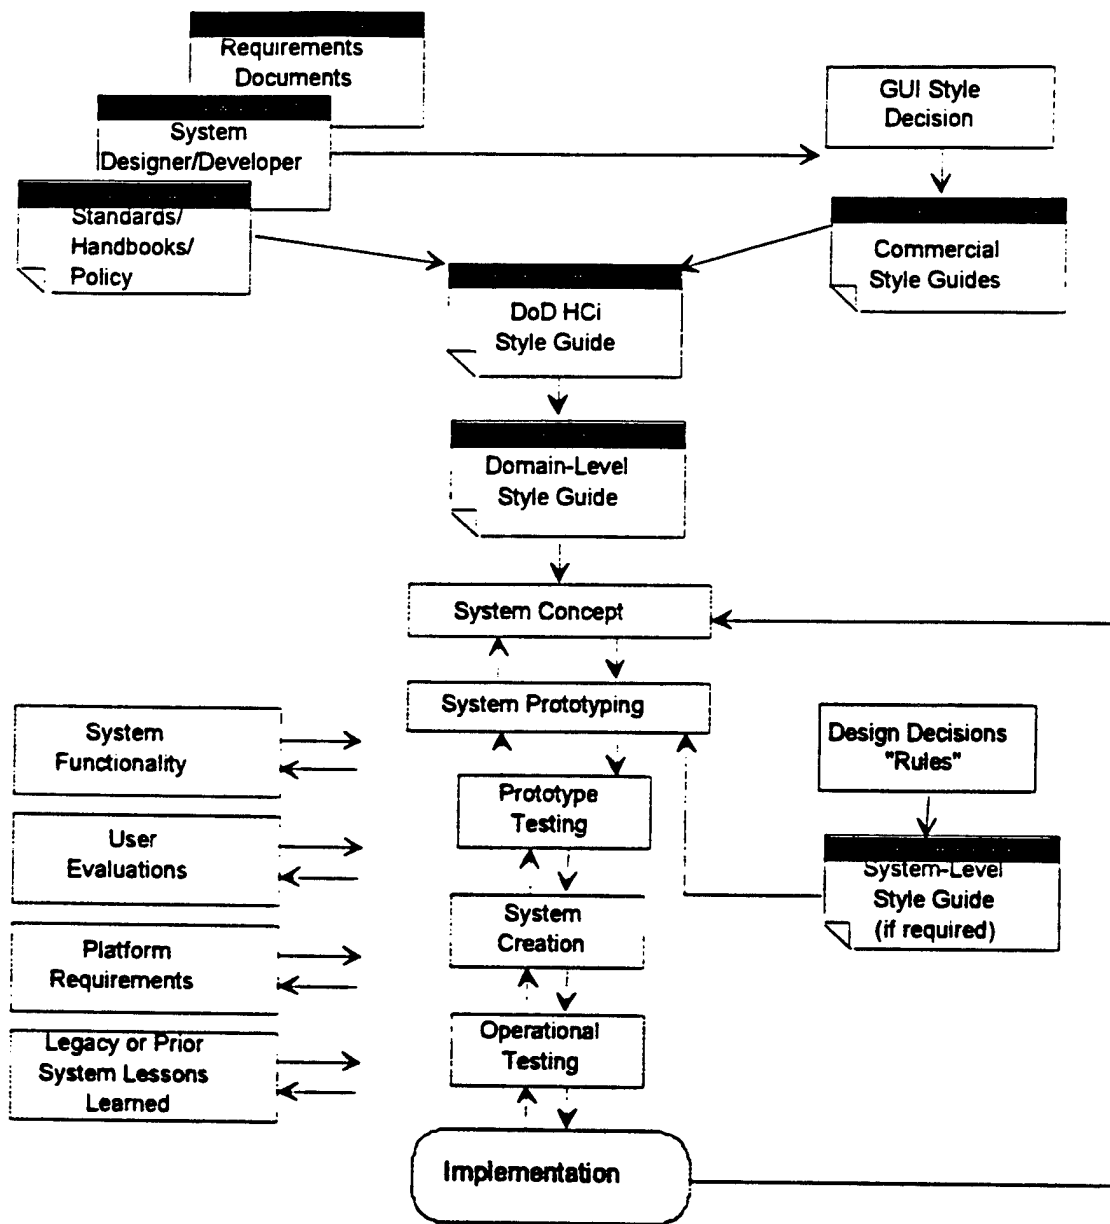 Requirements
Documents
System
Designer/Developer
Standards/
Handbooks/
Policy
GUI Style
Decision
Commercial
Style Guides
DoD HCi
Style Guide
Domain-Level
Style Guide
System Concept
System Prototyping
System
Functionality
User
Evaluations
Platform
Requirements
Legacy or Prior
System Lessons
Learned
Prototype
Testing
System
Creation
Operational
Testing
Design Decisions
"Rules"
System-Level
Style Guide
(if required)
Implementation